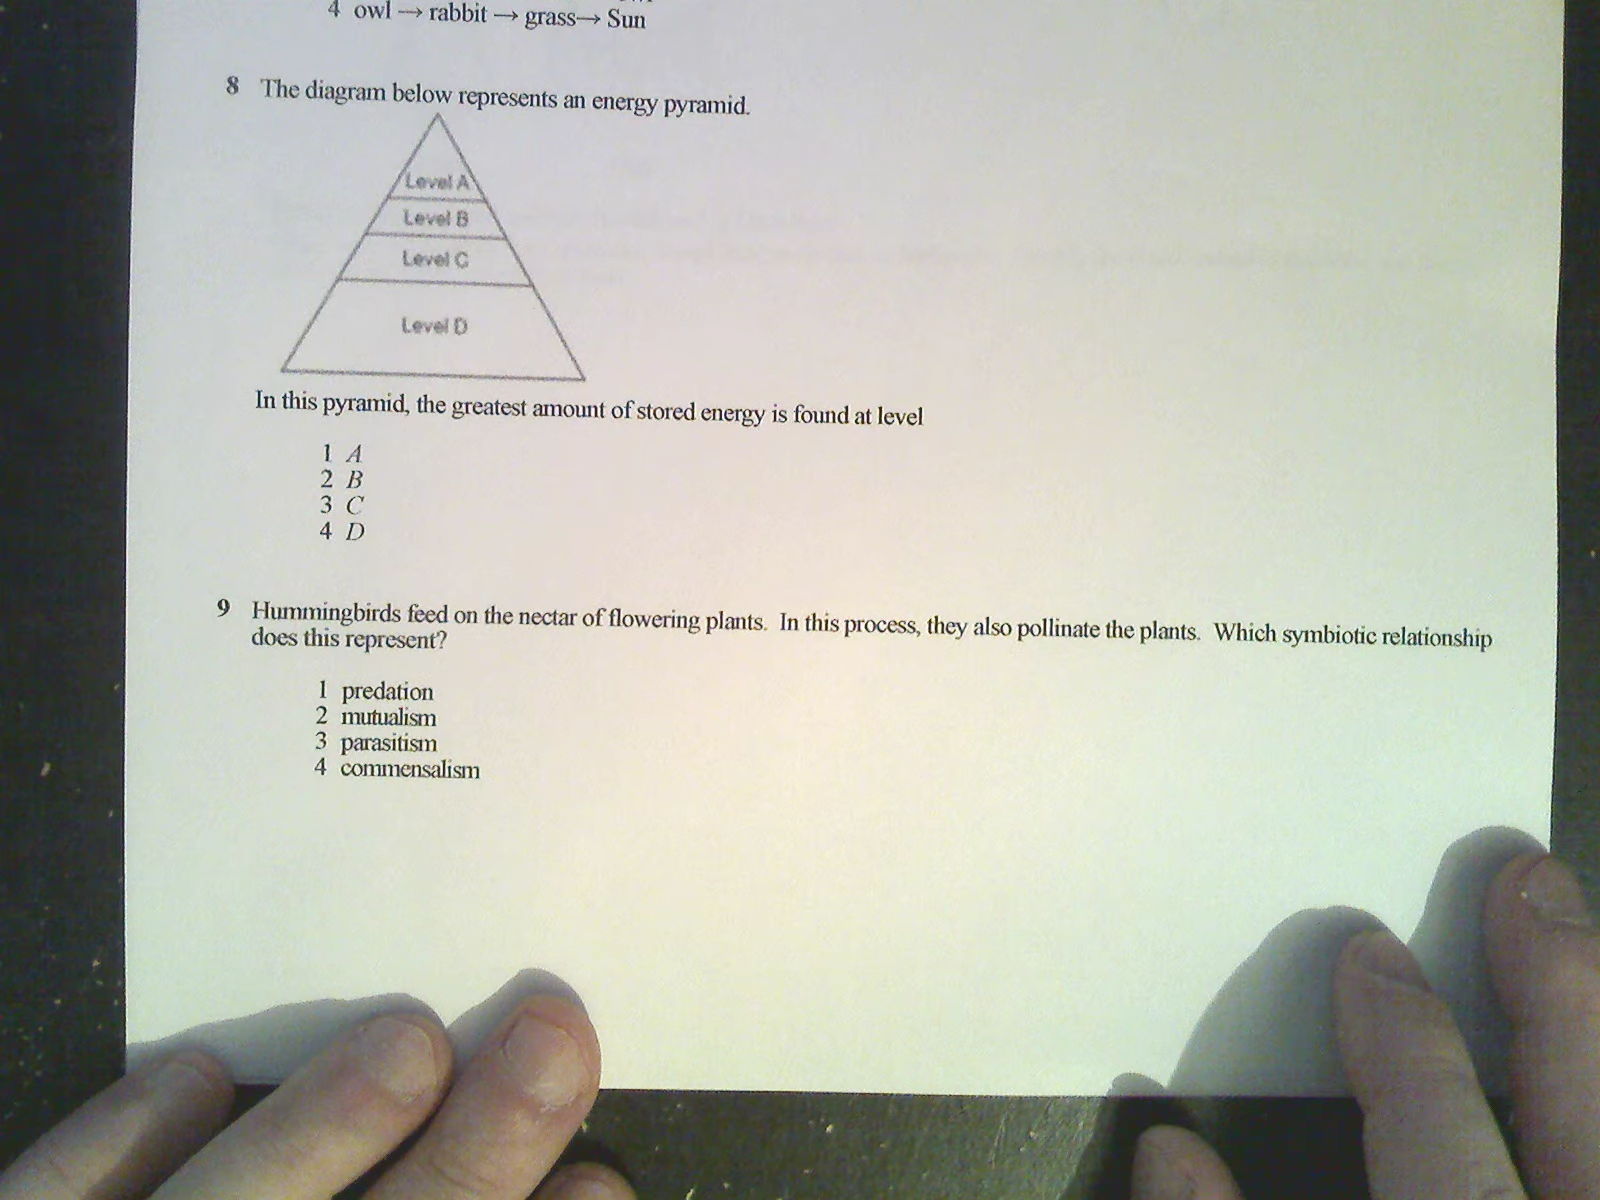 4 owl → rabbit → grass→ Sun
8 The diagram below represents an energy pyramid.
Level A
Level B
Level C
Level D
In this pyramid, the greatest amount of stored energy is found at level
1 A
2 B
3 C
4 D
9 Hummingbirds feed on the nectar of flowering plants. In this process, they also pollinate the plants. Which symbiotic relationship
does this represent?
1 predation
2 mutualism
3 parasitism
4 commensalism